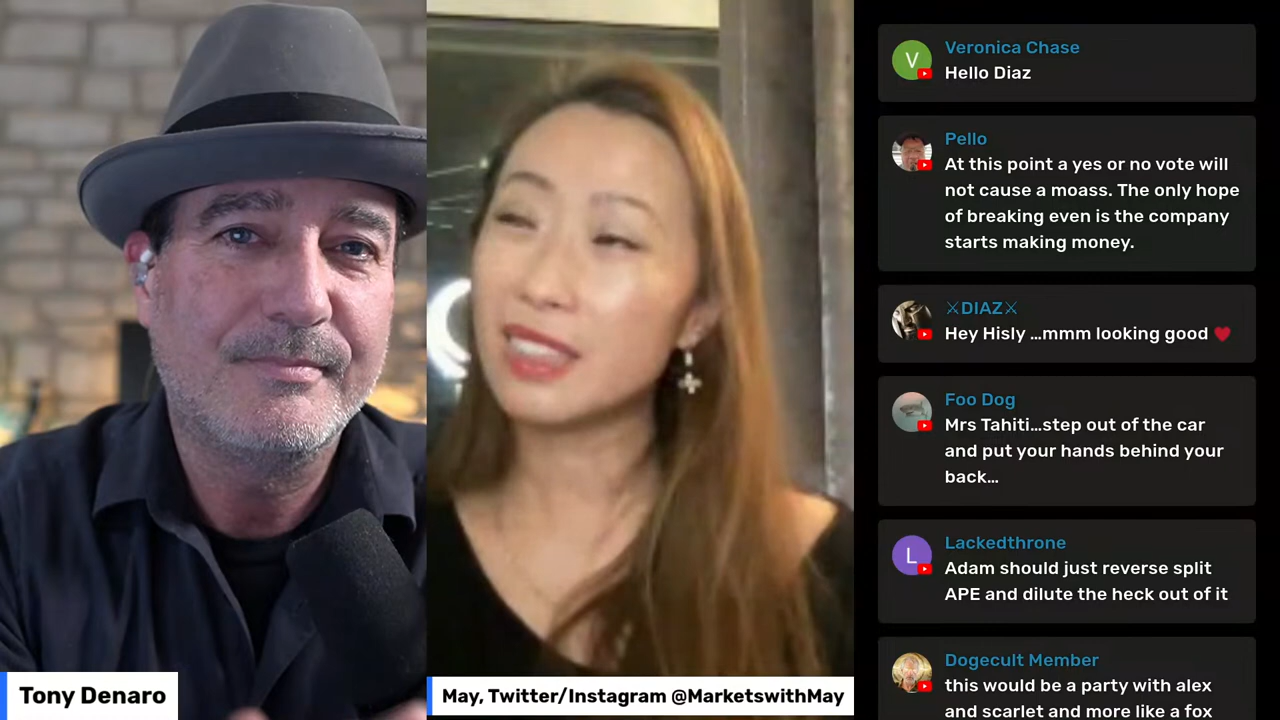 Tony Denaro
May, Twitter/Instagram @MarketswithMay
V
Veronica Chase
Hello Diaz
Pello
At this point a yes or no vote will
not cause a moass. The only hope
of breaking even is the company
starts making money.
⚔DIAZ⚔
Hey Hisly ...mmm looking good ♥
Foo Dog
Mrs Tahiti...step out of the car
and put your hands behind your
back...
L
Lackedthrone
Adam should just reverse split
APE and dilute the heck out of it
Dogecult Member
this would be a party with alex
and scarlet and more like a fox